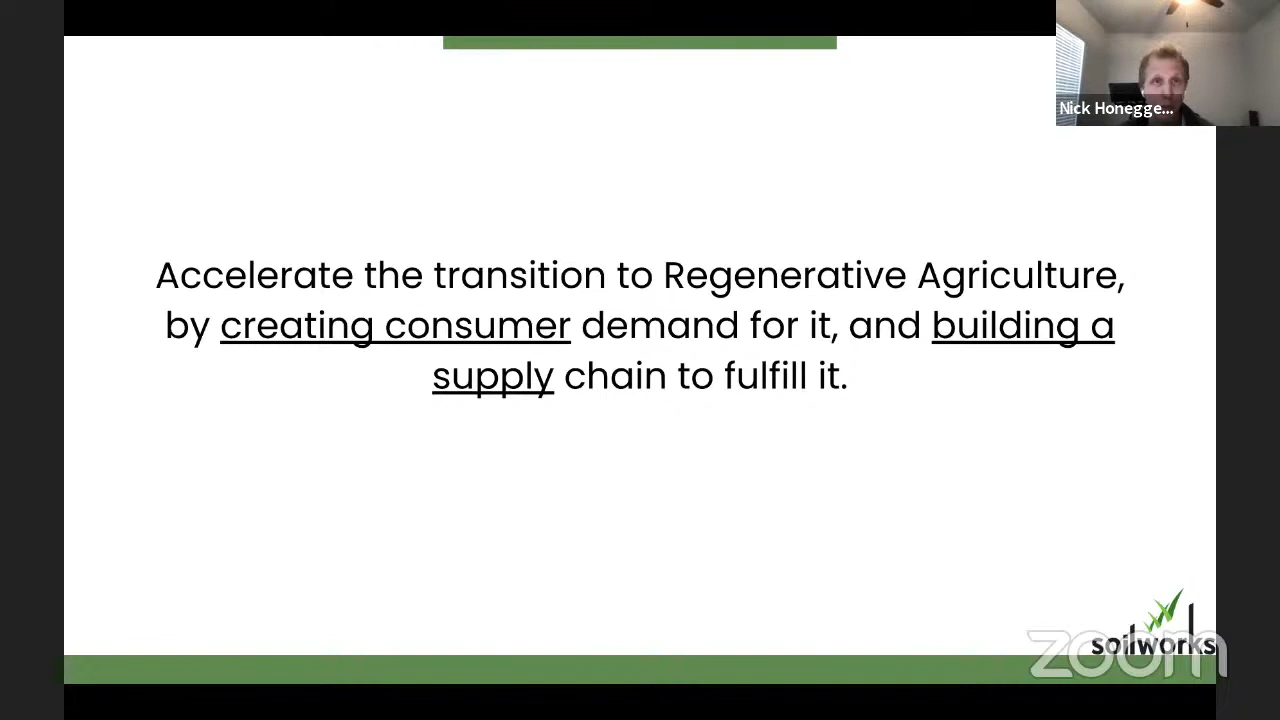 Nick Honegge...
Accelerate the transition to Regenerative Agriculture,
by creating consumer demand for it, and building a
supply chain to fulfill it.
soilworks
zoom